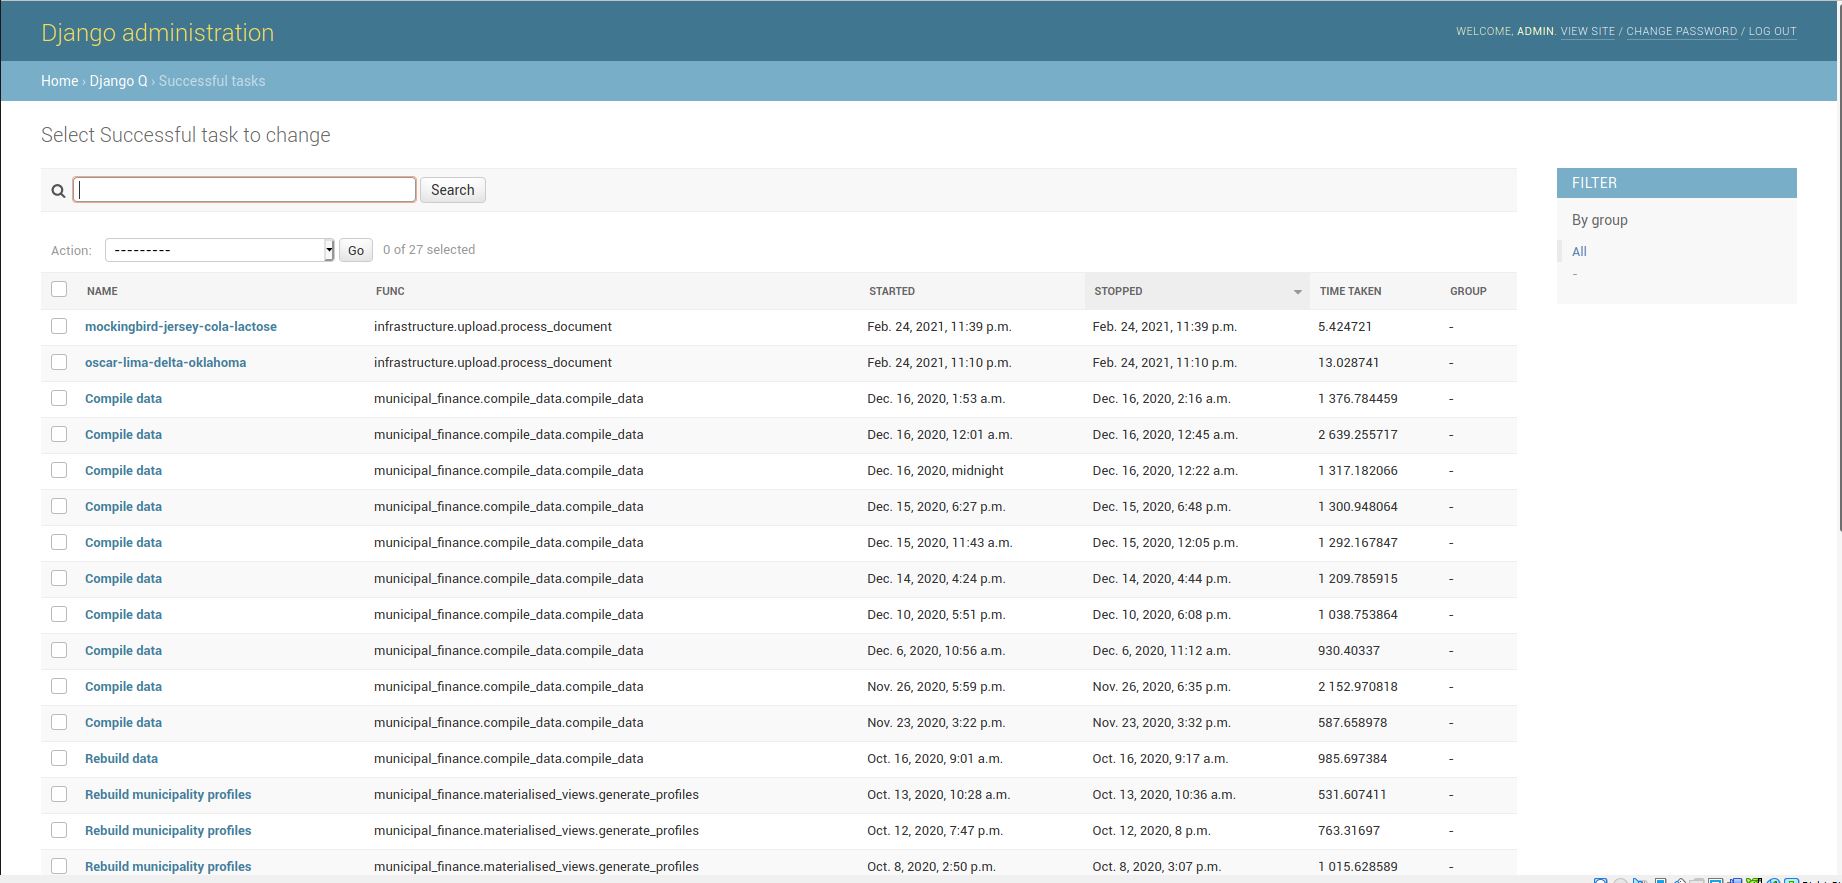 Django administration
WELCOME, ADMIN. VIEW SITE / CHANGE PASSWORD / LOG OUT
Home › Django Q › Successful tasks
Select Successful task to change
Search
Action: --------- Go 0 of 27 selected
NAME FUNC STARTED STOPPED TIME TAKEN GROUP
mockingbird-jersey-cola-lactose infrastructure.upload.process_document Feb. 24, 2021, 11:39 p.m. Feb. 24, 2021, 11:39 p.m. 5.424721 -
oscar-lima-delta-oklahoma infrastructure.upload.process_document Feb. 24, 2021, 11:10 p.m. Feb. 24, 2021, 11:10 p.m. 13.028741 -
Compile data municipal_finance.compile_data.compile_data Dec. 16, 2020, 1:53 a.m. Dec. 16, 2020, 2:16 a.m. 1 376.784459 -
Compile data municipal_finance.compile_data.compile_data Dec. 16, 2020, 12:01 a.m. Dec. 16, 2020, 12:45 a.m. 2 639.255717 -
Compile data municipal_finance.compile_data.compile_data Dec. 16, 2020, midnight Dec. 16, 2020, 12:22 a.m. 1 317.182066 -
Compile data municipal_finance.compile_data.compile_data Dec. 15, 2020, 6:27 p.m. Dec. 15, 2020, 6:48 p.m. 1 300.948064 -
Compile data municipal_finance.compile_data.compile_data Dec. 15, 2020, 11:43 a.m. Dec. 15, 2020, 12:05 p.m. 1 292.167847 -
Compile data municipal_finance.compile_data.compile_data Dec. 14, 2020, 4:24 p.m. Dec. 14, 2020, 4:44 p.m. 1 209.785915 -
Compile data municipal_finance.compile_data.compile_data Dec. 10, 2020, 5:51 p.m. Dec. 10, 2020, 6:08 p.m. 1 038.753864 -
Compile data municipal_finance.compile_data.compile_data Dec. 6, 2020, 10:56 a.m. Dec. 6, 2020, 11:12 a.m. 930.40337 -
Compile data municipal_finance.compile_data.compile_data Nov. 26, 2020, 5:59 p.m. Nov. 26, 2020, 6:35 p.m. 2 152.970818 -
Compile data municipal_finance.compile_data.compile_data Nov. 23, 2020, 3:22 p.m. Nov. 23, 2020, 3:32 p.m. 587.658978 -
Rebuild data municipal_finance.compile_data.compile_data Oct. 16, 2020, 9:01 a.m. Oct. 16, 2020, 9:17 a.m. 985.697384 -
Rebuild municipality profiles municipal_finance.materialised_views.generate_profiles Oct. 13, 2020, 10:28 a.m. Oct. 13, 2020, 10:36 a.m. 531.607411 -
Rebuild municipality profiles municipal_finance.materialised_views.generate_profiles Oct. 12, 2020, 7:47 p.m. Oct. 12, 2020, 8 p.m. 763.31697 -
Rebuild municipality profiles municipal_finance.materialised_views.generate_profiles Oct. 8, 2020, 2:50 p.m. Oct. 8, 2020, 3:07 p.m. 1 015.628589 -
FILTER
By group
All
-